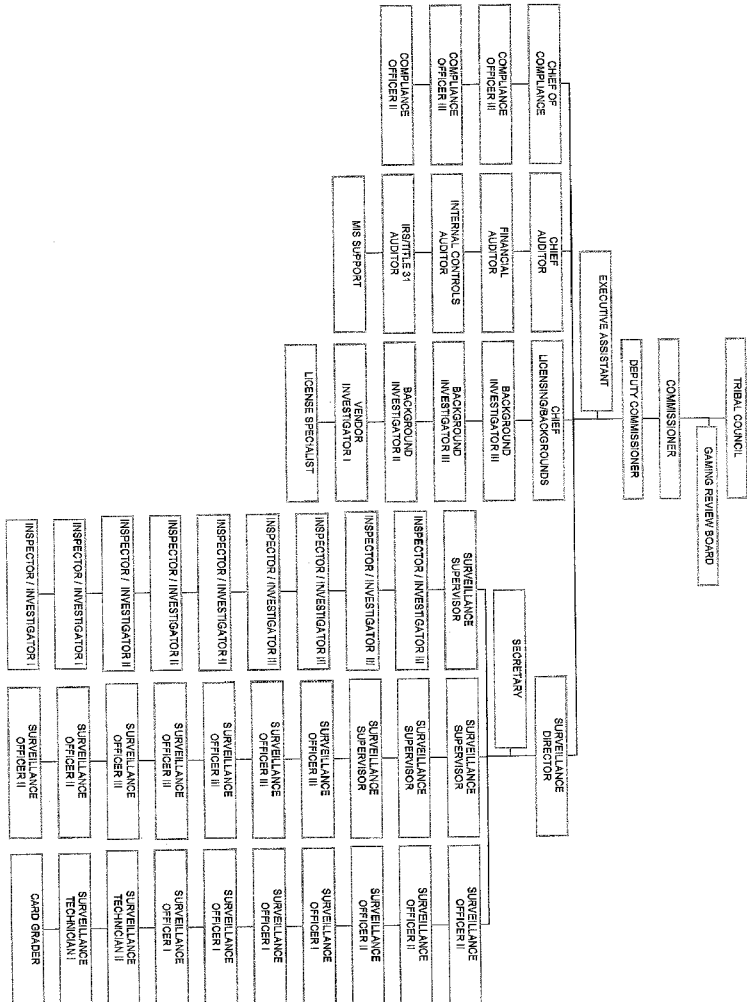 TRIBAL COUNCIL
GAMING REVIEW BOARD
COMMISSIONER
DEPUTY COMMISSIONER
EXECUTIVE ASSISTANT
CHIEF OF
COMPLIANCE
COMPLIANCE
OFFICER III
COMPLIANCE
OFFICER III
COMPLIANCE
OFFICER II
CHIEF
AUDITOR
FINANCIAL
AUDITOR
INTERNAL CONTROLS
AUDITOR
IRS/TITLE 31
AUDITOR
MIS SUPPORT
CHIEF
LICENSING/BACKGROUNDS
BACKGROUND
INVESTIGATOR III
BACKGROUND
INVESTIGATOR III
BACKGROUND
INVESTIGATOR II
VENDOR
INVESTIGATOR I
LICENSE SPECIALIST
SURVEILLANCE
DIRECTOR
SECRETARY
SURVEILLANCE
SUPERVISOR
INSPECTOR / INVESTIGATOR III
INSPECTOR / INVESTIGATOR III
INSPECTOR / INVESTIGATOR III
INSPECTOR / INVESTIGATOR III
INSPECTOR / INVESTIGATOR II
INSPECTOR / INVESTIGATOR II
INSPECTOR / INVESTIGATOR II
INSPECTOR / INVESTIGATOR I
INSPECTOR / INVESTIGATOR I
SURVEILLANCE
SUPERVISOR
SURVEILLANCE
SUPERVISOR
SURVEILLANCE
SUPERVISOR
SURVEILLANCE
OFFICER III
SURVEILLANCE
OFFICER III
SURVEILLANCE
OFFICER III
SURVEILLANCE
OFFICER III
SURVEILLANCE
OFFICER III
SURVEILLANCE
OFFICER II
SURVEILLANCE
OFFICER II
SURVEILLANCE
OFFICER II
SURVEILLANCE
OFFICER II
SURVEILLANCE
OFFICER II
SURVEILLANCE
OFFICER I
SURVEILLANCE
OFFICER I
SURVEILLANCE
OFFICER I
SURVEILLANCE
OFFICER I
SURVEILLANCE
TECHNICIAN II
SURVEILLANCE
TECHNICIAN I
CARD GRADER